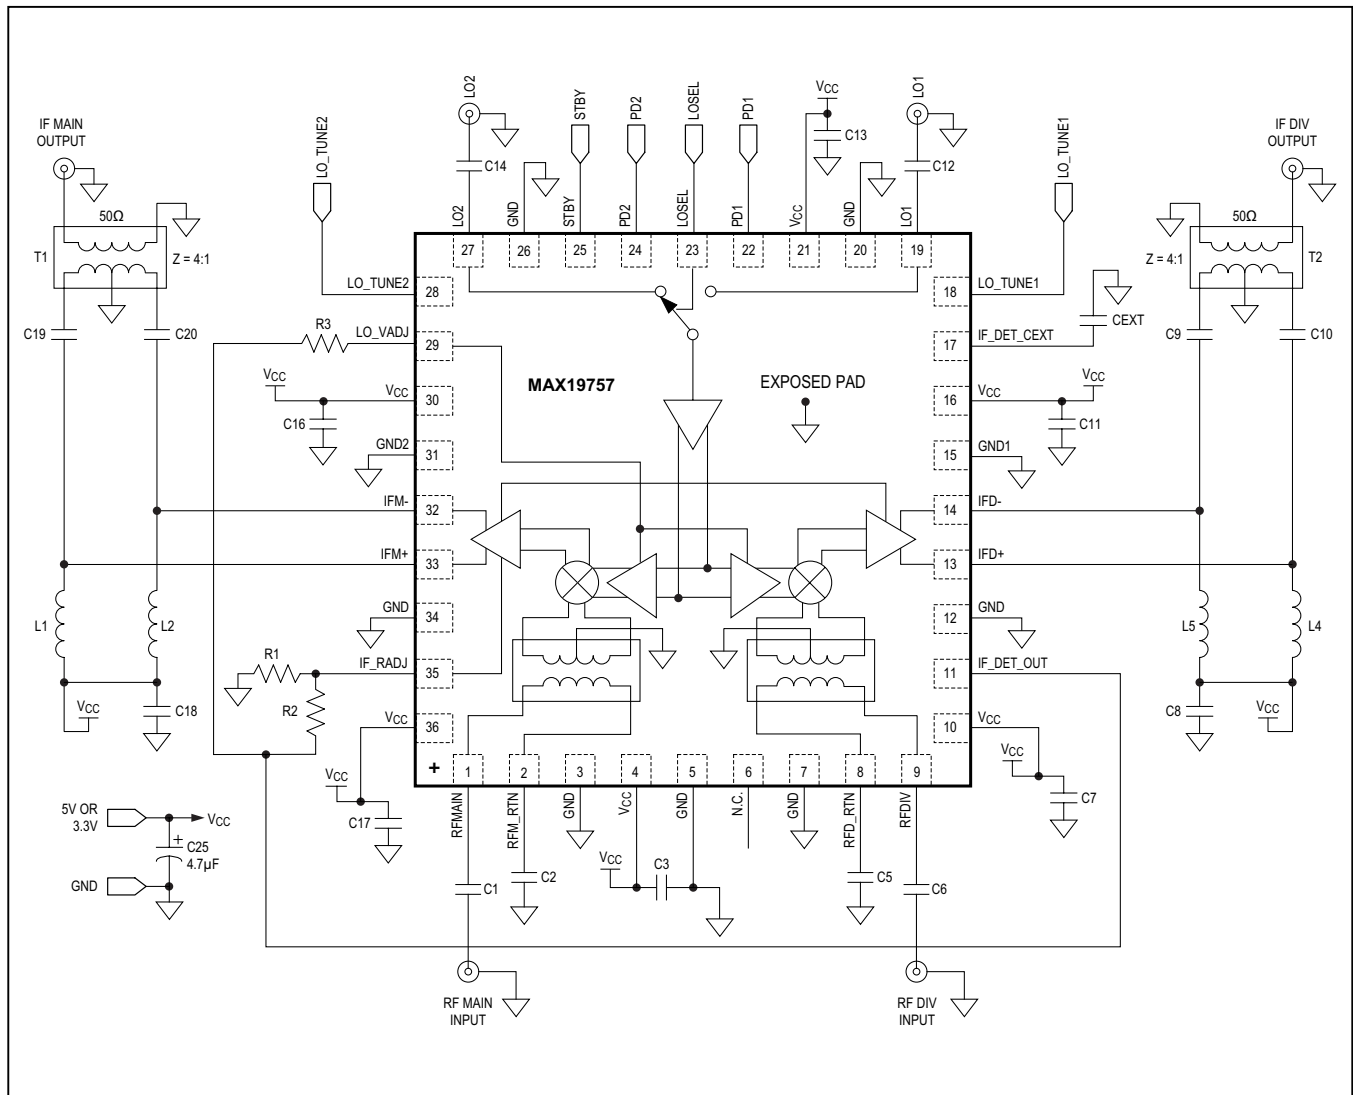 LO2
LO1
STBY
PD2
LOSEL
PD1
VCC
C13
LO_TUNE2
LO_TUNE1
IF MAIN
OUTPUT
IF DIV
OUTPUT
C14
C12
LO2
GND
STBY
PD2
LOSEL
PD1
VCC
GND
LO1
50Ω
T1
Z = 4:1
50Ω
Z = 4:1
T2
27
26
25
24
23
22
21
20
19
LO_TUNE2
28
18
LO_TUNE1
C19
C20
R3
LO_VADJ
29
17
IF_DET_CEXT
CEXT
C9
C10
MAX19757
EXPOSED PAD
VCC
C16
VCC
30
16
VCC
VCC
C11
GND2
31
15
GND1
IFM-
32
14
IFD-
IFM+
33
13
IFD+
GND
34
12
GND
L1
L2
L5
L4
R1
IF_RADJ
35
11
IF_DET_OUT
R2
VCC
C18
VCC
36
10
VCC
C8
VCC
+
1
2
3
4
5
6
7
8
9
VCC
C17
VCC
C7
RFMAIN
RFM_RTN
GND
VCC
GND
N.C.
GND
RFD_RTN
RFDIV
5V OR
3.3V
VCC
+
C25
4.7µF
GND
C1
C2
VCC
C3
C5
C6
RF MAIN
INPUT
RF DIV
INPUT